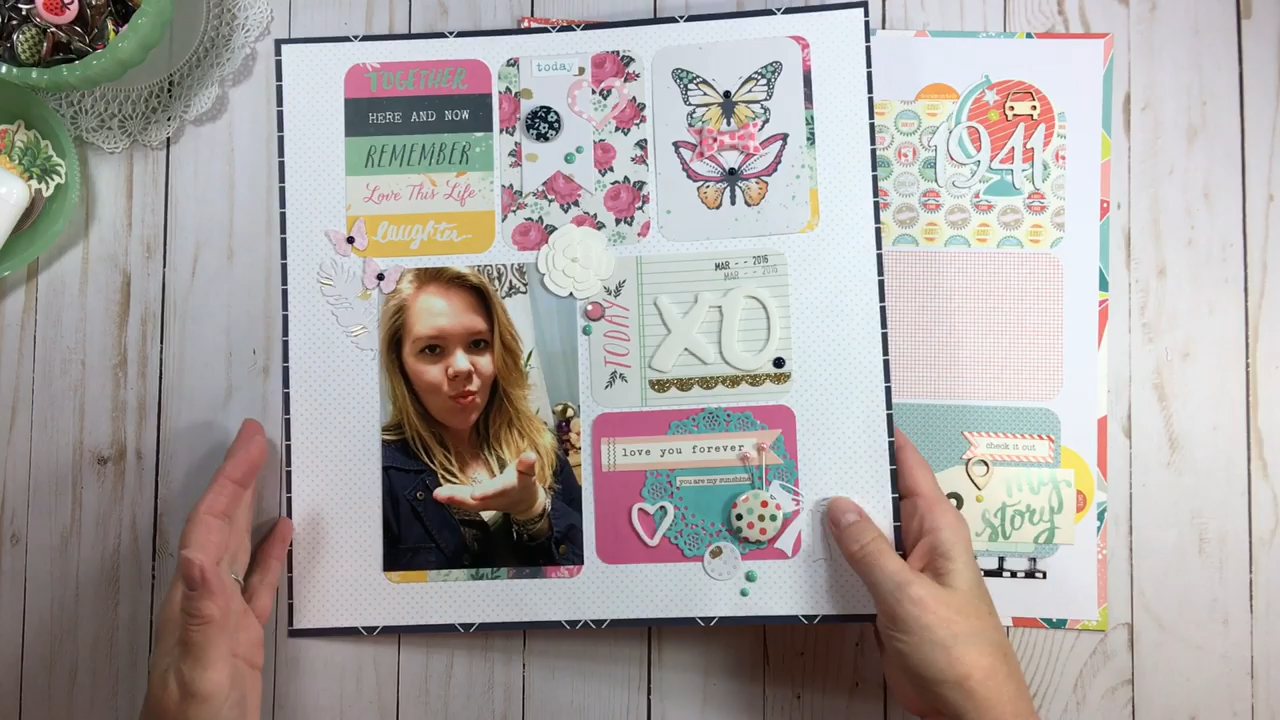 TOGETHER
HERE AND NOW
REMEMBER
Love This Life
laughter
today
MAR - - 2016
MAR - - 2016
TODAY
XO
love you forever
you are my sunshine
1941
check it out
my
story